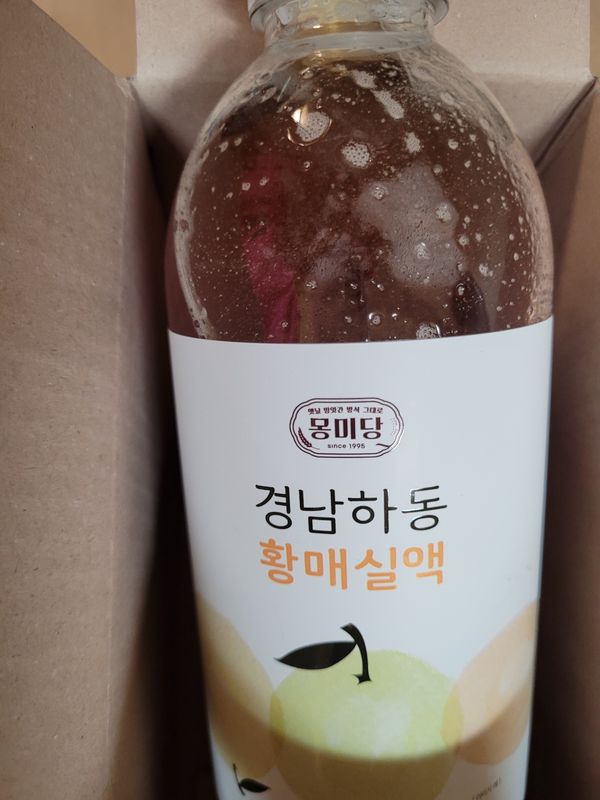 옛날 방앗간 방식 그대로
몽미당
since 1995
경남하동
황매실액